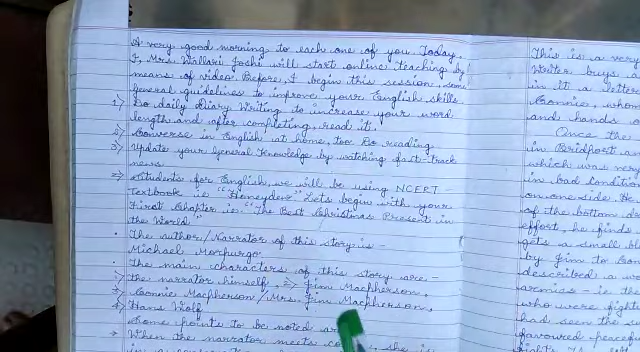 A very good morning to each one of you Today,
I, Mrs. Wallari Joshi will start online teaching by
means of video. Before, I begin this session, some
general guidelines to improve your English skills.
1) Do daily Diary Writing to increase your word
length and after completing, read it.
2) Converse in English at home, too Do reading.
3) Update your General Knowledge by watching fast-track
news
Students for English, we will be using NCERT -
Textbook is "Honeydew" Lets begin with your
First Chapter is "The Best Christmas Present in
the World"
The author/Narrator of this story is -
Michael Morpurgo.
The main characters of this story are -
1) The narrator himself, 2) Jim Macpherson,
3) Connie Macpherson/Mrs. Jim Macpherson,
4) Hans Wolf
Some points to be noted
When the narrator meets
This is a very
Writer buys a
in it a letter
Connie, whom
and hands o
Once the
in Bridport a
which was very
in bad condition
on one side. He
of the bottom d
effort, he finds
gets a small b
by Jim to Con
described a w
armies - ie the
who were fight
had seen the
favoured peacef